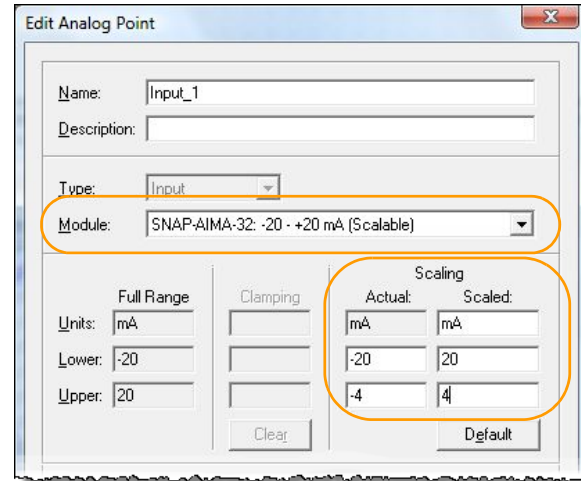 Edit Analog Point
Name: Input_1
Description:
Type: Input
Module: SNAP-AIMA-32: -20 - +20 mA (Scalable)
Scaling
Full Range Clamping Actual: Scaled:
Units: mA mA mA
Lower: -20 -20 20
Upper: 20 -4 4
Clear Default